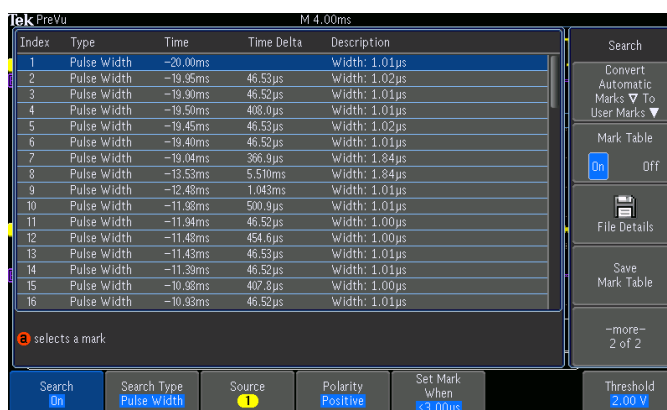 Tek PreVu M 4.00ms
Index Type Time Time Delta Description
1 Pulse Width -20.00ms Width: 1.01µs
2 Pulse Width -19.95ms 46.53µs Width: 1.02µs
3 Pulse Width -19.90ms 46.52µs Width: 1.01µs
4 Pulse Width -19.50ms 408.0µs Width: 1.01µs
5 Pulse Width -19.45ms 46.53µs Width: 1.02µs
6 Pulse Width -19.40ms 46.52µs Width: 1.01µs
7 Pulse Width -19.04ms 366.9µs Width: 1.84µs
8 Pulse Width -13.53ms 5.510ms Width: 1.84µs
9 Pulse Width -12.48ms 1.043ms Width: 1.01µs
10 Pulse Width -11.98ms 500.9µs Width: 1.01µs
11 Pulse Width -11.94ms 46.52µs Width: 1.00µs
12 Pulse Width -11.48ms 454.6µs Width: 1.00µs
13 Pulse Width -11.43ms 46.53µs Width: 1.01µs
14 Pulse Width -11.39ms 46.52µs Width: 1.01µs
15 Pulse Width -10.98ms 407.8µs Width: 1.00µs
16 Pulse Width -10.93ms 46.52µs Width: 1.01µs
a selects a mark
Search
Convert
Automatic
Marks ▽ To
User Marks ▼
Mark Table
On Off
File Details
Save
Mark Table
-more-
2 of 2
Search
On
Search Type
Pulse Width
Source
1
Polarity
Positive
Set Mark
When
≤3.00µs
Threshold
2.00 V